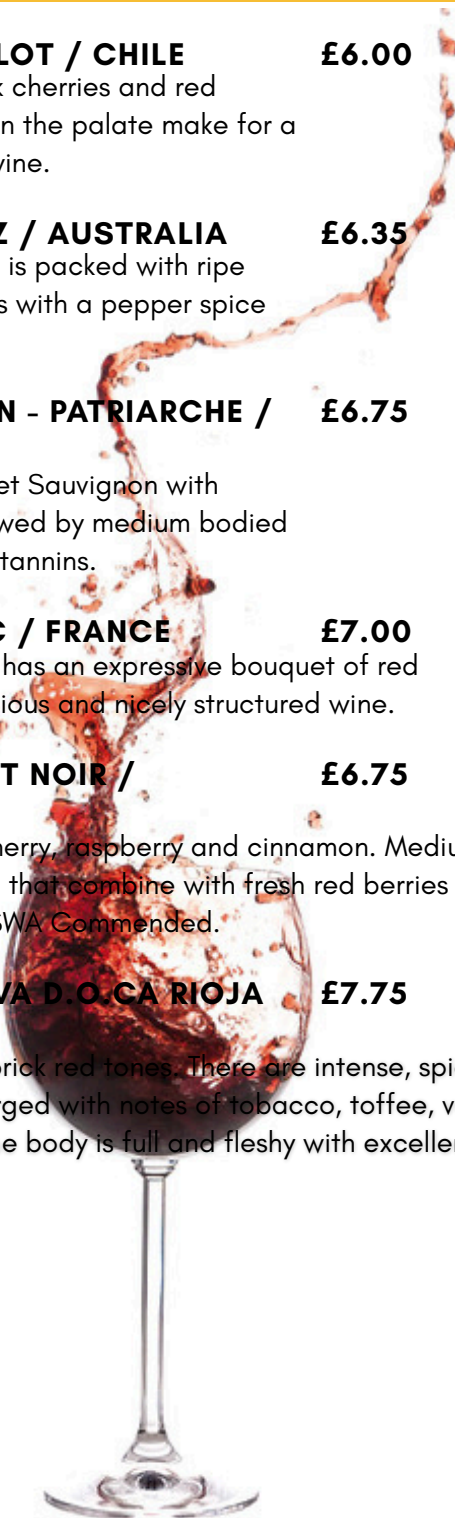 LOT / CHILE £6.00
cherries and red
n the palate make for a
wine.
Z / AUSTRALIA £6.35
is packed with ripe
s with a pepper spice
N - PATRIARCHE / £6.75
et Sauvignon with
wed by medium bodied
tannins.
C / FRANCE £7.00
has an expressive bouquet of red
ious and nicely structured wine.
T NOIR / £6.75
herry, raspberry and cinnamon. Mediu
that combine with fresh red berries
SWA Commended.
VA D.O.CA RIOJA £7.75
brick red tones. There are intense, spi
rged with notes of tobacco, toffee, v
e body is full and fleshy with excelle